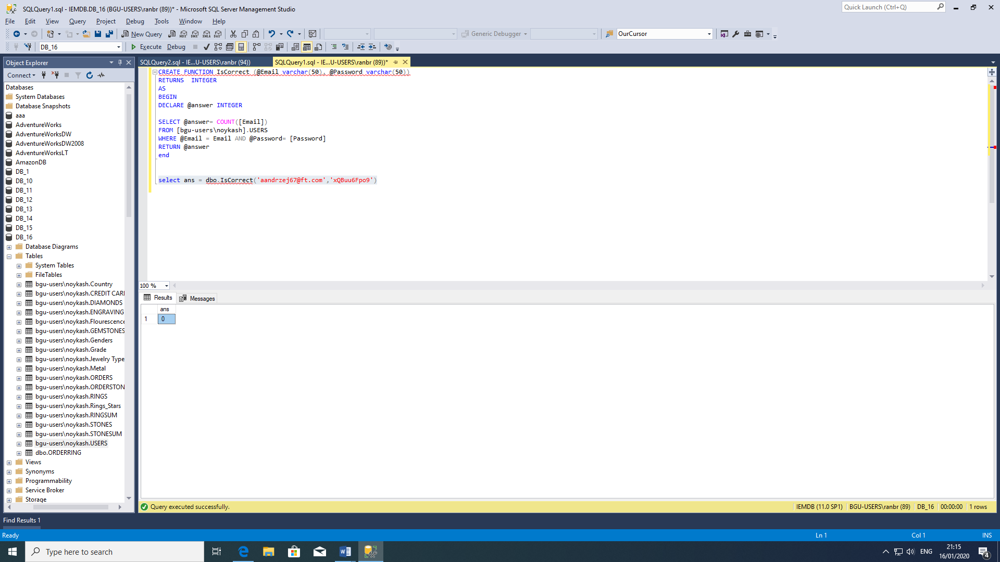 SQLQuery1.sql - IEMDB.DB_16 (BGU-USERS\ranbr (89))* - Microsoft SQL Server Management Studio
Quick Launch (Ctrl+Q)
File Edit View Query Project Debug Tools Window Help
New Query
MDX DMX XMLA DAX
Generic Debugger
OurCursor
DB_16
Execute Debug
Object Explorer
Connect
Databases
System Databases
Database Snapshots
aaa
AdventureWorks
AdventureWorksDW
AdventureWorksDW2008
AdventureWorksLT
AmazonDB
DB_1
DB_10
DB_11
DB_12
DB_13
DB_14
DB_15
DB_16
Database Diagrams
Tables
System Tables
FileTables
bgu-users\noykash.Country
bgu-users\noykash.CREDIT CARI
bgu-users\noykash.DIAMONDS
bgu-users\noykash.ENGRAVING
bgu-users\noykash.Flourescence
bgu-users\noykash.GEMSTONES
bgu-users\noykash.Genders
bgu-users\noykash.Grade
bgu-users\noykash.Jewelry Type
bgu-users\noykash.Metal
bgu-users\noykash.ORDERS
bgu-users\noykash.ORDERSTON
bgu-users\noykash.RINGS
bgu-users\noykash.Rings_Stars
bgu-users\noykash.RINGSUM
bgu-users\noykash.STONES
bgu-users\noykash.STONESUM
bgu-users\noykash.USERS
dbo.ORDERRING
Views
Synonyms
Programmability
Service Broker
Storage
SQLQuery2.sql - IE...U-USERS\ranbr (94)) SQLQuery1.sql - IE...U-USERS\ranbr (89))*
CREATE FUNCTION IsCorrect (@Email varchar(50), @Password varchar(50))
RETURNS  INTEGER
AS
BEGIN
DECLARE @answer INTEGER
SELECT @answer= COUNT([Email])
FROM [bgu-users\noykash].USERS
WHERE @Email = Email AND @Password= [Password]
RETURN @answer
end
select ans = dbo.IsCorrect('aandrzej67@ft.com','xQBuu6Fpo9')
100 %
Results Messages
ans
1 0
Query executed successfully.
IEMDB (11.0 SP1) BGU-USERS\ranbr (89) DB_16 00:00:00 1 rows
Find Results 1
Ready
Ln 1 Col 1 INS
Type here to search
ENG
21:15
16/01/2020
4